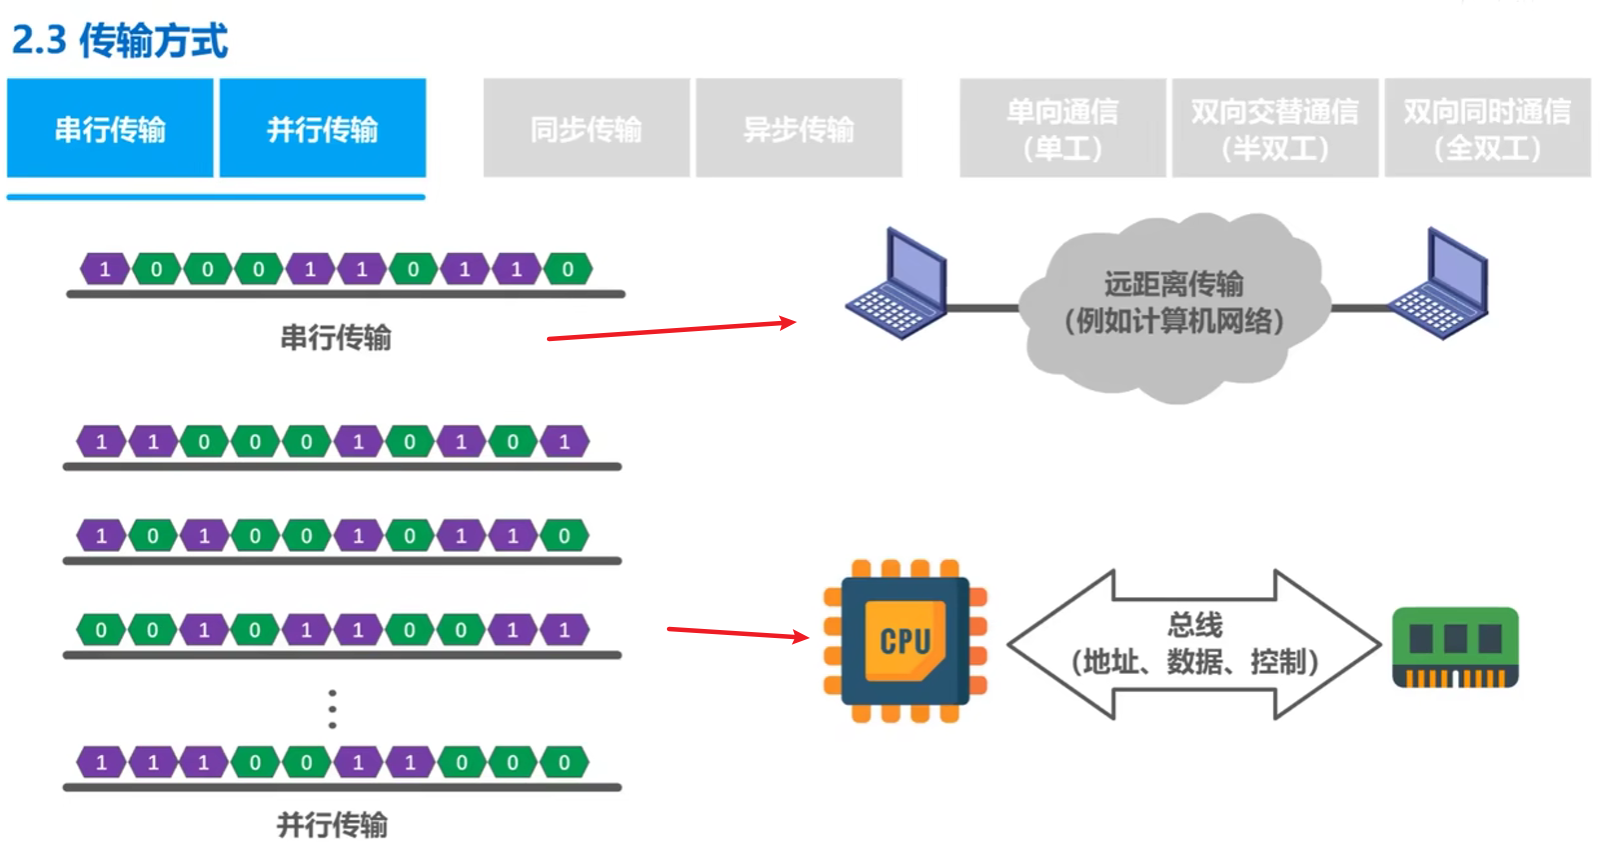 2.3 传输方式
串行传输
并行传输
同步传输
异步传输
单向通信
（单工）
双向交替通信
（半双工）
双向同时通信
（全双工）
1 0 0 0 1 1 0 1 1 0
串行传输
远距离传输
（例如计算机网络）
1 1 0 0 0 1 0 1 0 1
1 0 1 0 0 1 0 1 1 0
0 0 1 0 1 1 0 0 1 1
1 1 1 0 0 1 1 0 0 0
并行传输
CPU
总线
（地址、数据、控制）